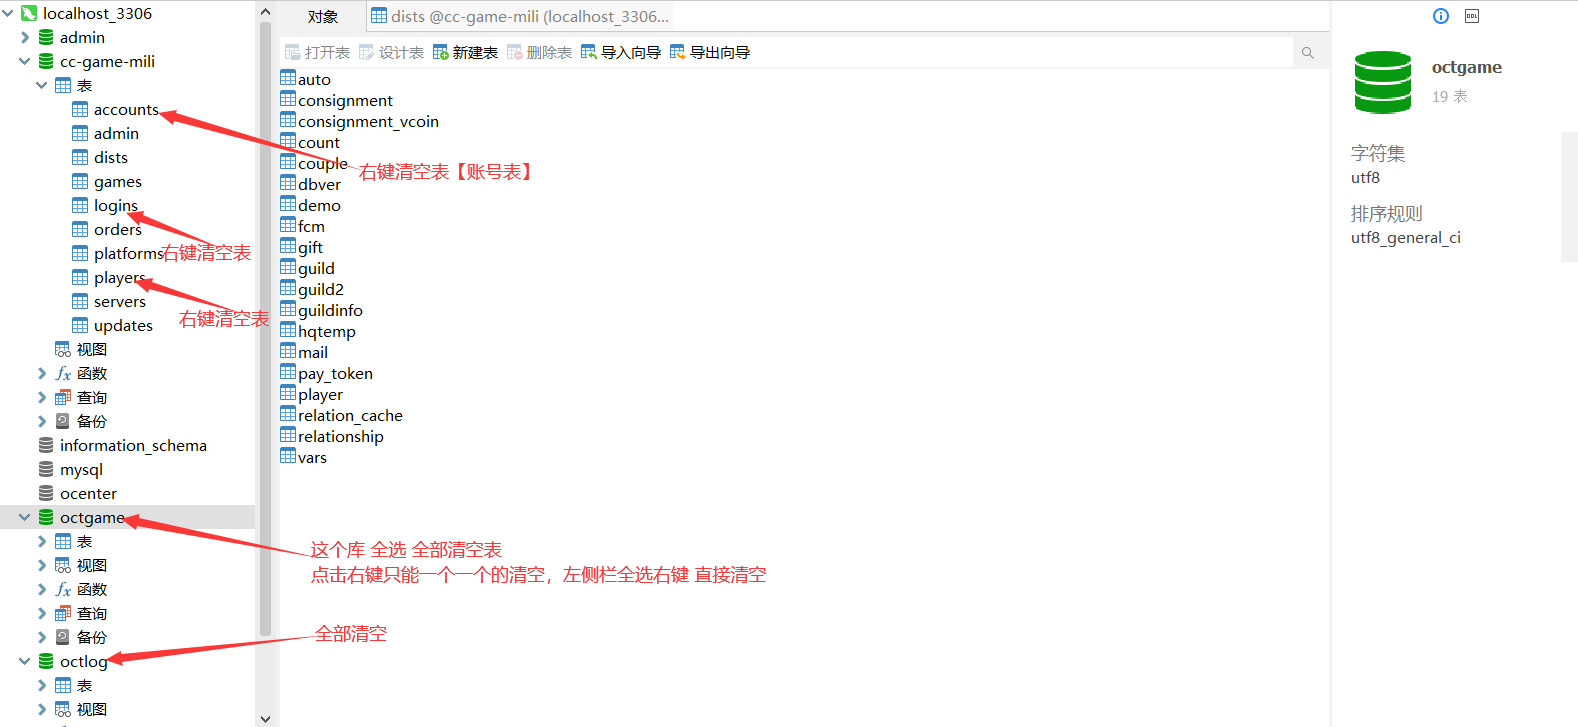 localhost_3306
admin
cc-game-mili
表
accounts
admin
dists
games
logins
orders
platforms
players
servers
updates
视图
函数
查询
备份
information_schema
mysql
ocenter
octgame
表
视图
函数
查询
备份
octlog
表
视图
对象
dists @cc-game-mili (localhost_3306...
打开表 设计表 新建表 删除表 导入向导 导出向导
auto
consignment
consignment_vcoin
count
couple
dbver
demo
fcm
gift
guild
guild2
guildinfo
hqtemp
mail
pay_token
player
relation_cache
relationship
vars
右键清空表【账号表】
右键清空表
右键清空表
这个库 全选 全部清空表
点击右键只能一个一个的清空，左侧栏全选右键 直接清空
全部清空
DDL
octgame
19 表
字符集
utf8
排序规则
utf8_general_ci